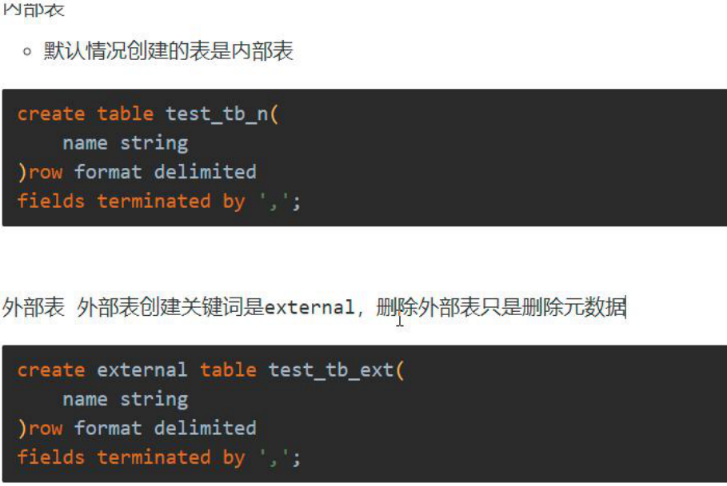 内部表
默认情况创建的表是内部表
create table test_tb_n(
    name string
)row format delimited
fields terminated by ',';
外部表 外部表创建关键词是external, 删除外部表只是删除元数据
create external table test_tb_ext(
    name string
)row format delimited
fields terminated by ',';